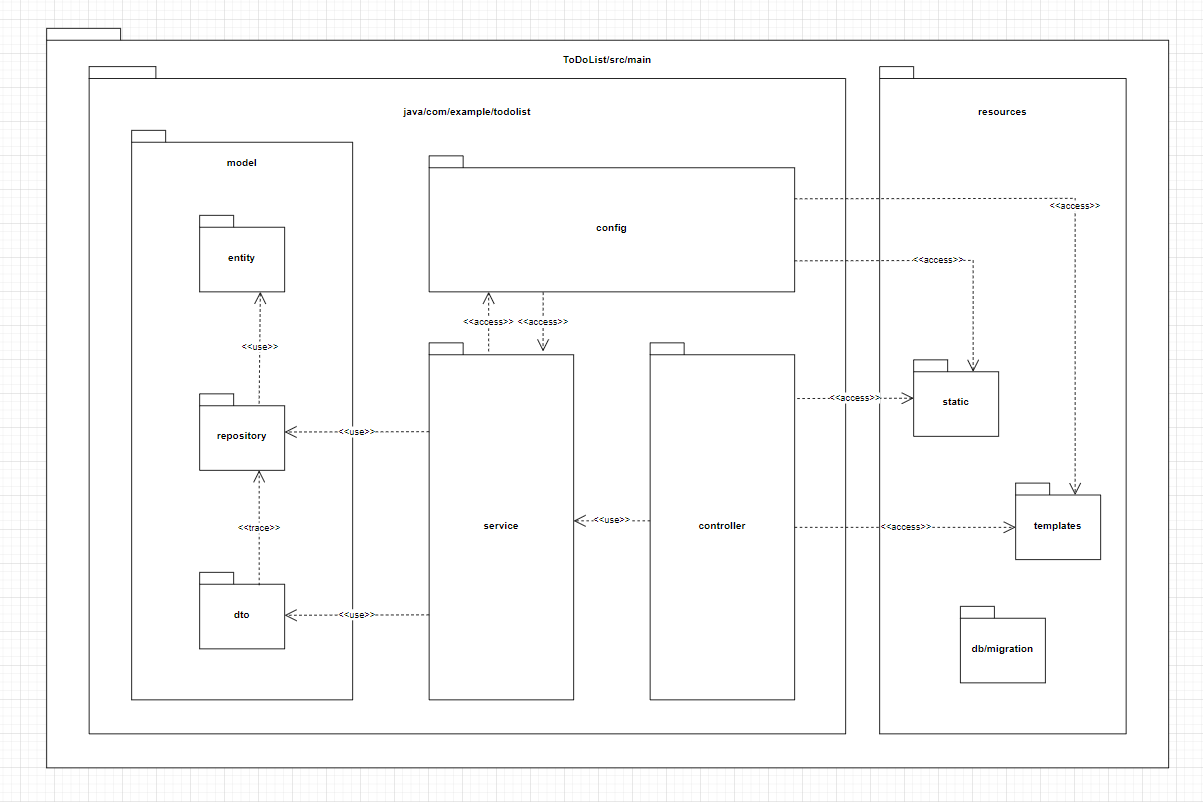 ToDoList/src/main
java/com/example/todolist
resources
model
config
<<access>>
entity
<<access>>
<<access>>
<<access>>
<<use>>
<<access>>
static
repository
<<use>>
service
<<use>>
controller
<<access>>
templates
<<trace>>
dto
<<use>>
db/migration